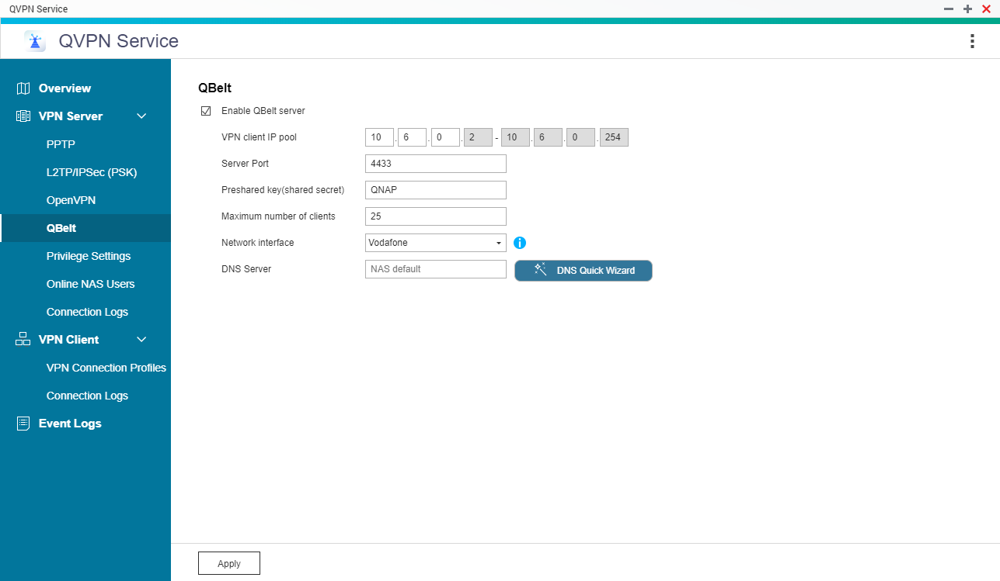 QVPN Service
QVPN Service
Overview
VPN Server
PPTP
L2TP/IPSec (PSK)
OpenVPN
QBelt
Privilege Settings
Online NAS Users
Connection Logs
VPN Client
VPN Connection Profiles
Connection Logs
Event Logs
QBelt
Enable QBelt server
VPN client IP pool 10 . 6 . 0 . 2 - 10 . 6 . 0 . 254
Server Port 4433
Preshared key(shared secret) QNAP
Maximum number of clients 25
Network interface Vodafone
DNS Server NAS default DNS Quick Wizard
Apply